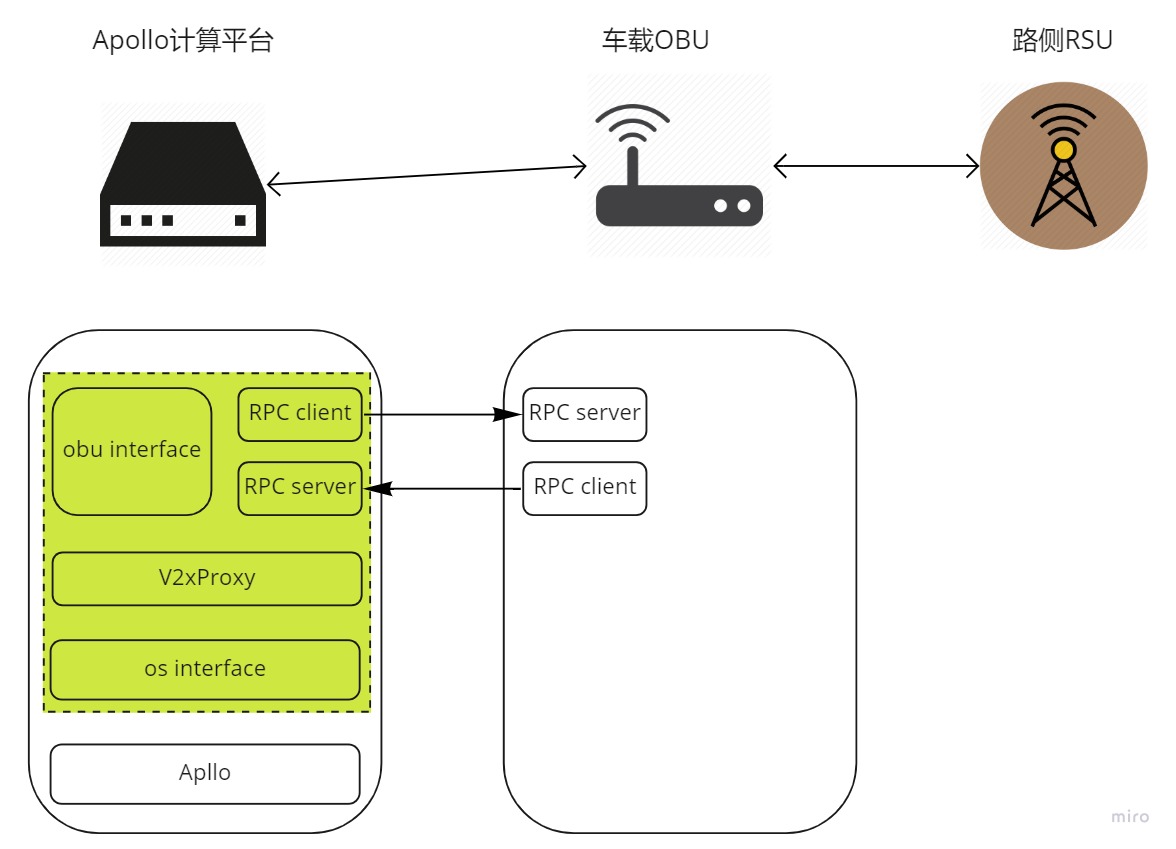 Apollo计算平台
车载OBU
路侧RSU
obu interface
RPC client
RPC server
RPC server
RPC client
V2xProxy
os interface
Apllo
miro